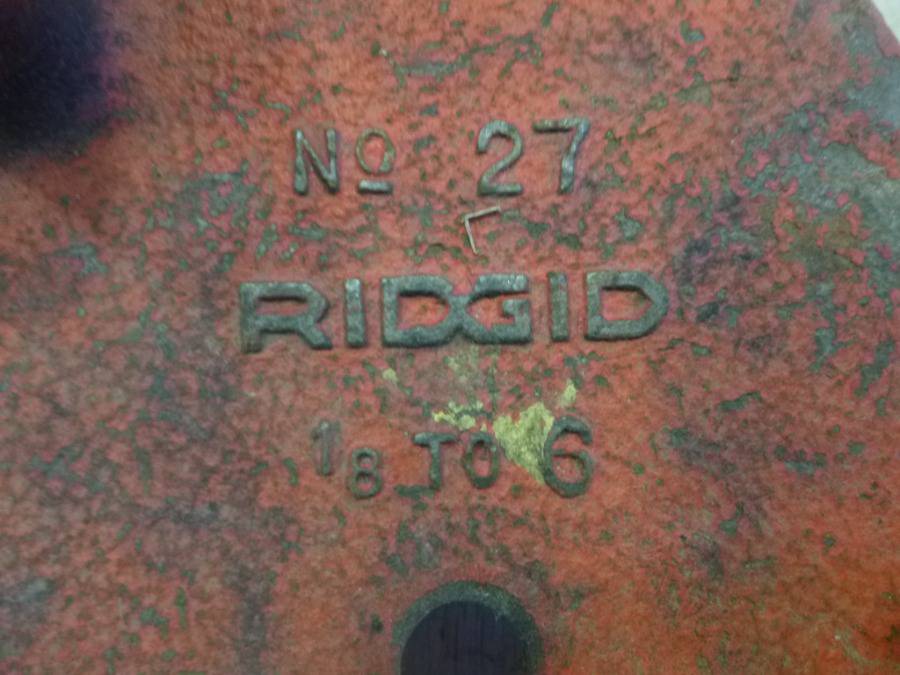 Nº 27
RIDGID
1/8 TO 6